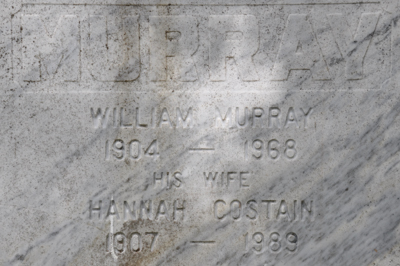 MURRAY
WILLIAM MURRAY
1904 — 1968
HIS WIFE
HANNAH COSTAIN
1907 — 1989